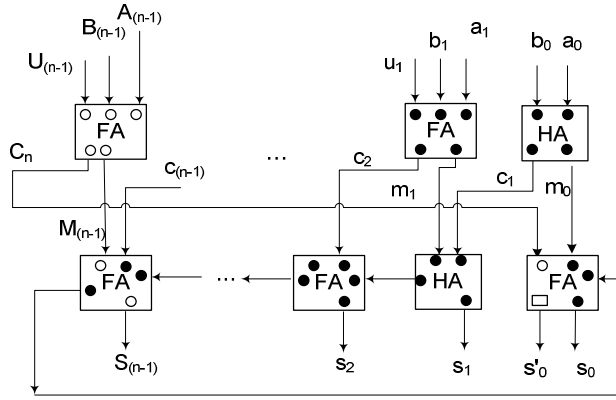 A(n-1)
B(n-1)
U(n-1)
u1 b1 a1
b0 a0
FA
FA
HA
...
Cn
c(n-1)
c2
m1
c1
m0
M(n-1)
FA
...
FA
HA
FA
S(n-1)
s2
s1
s'0
s0